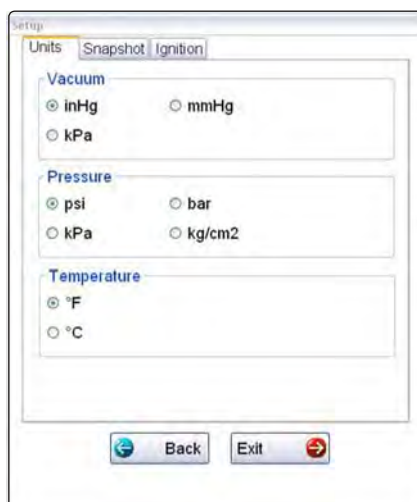 Setup
Units Snapshot Ignition
Vacuum
inHg mmHg
kPa
Pressure
psi bar
kPa kg/cm2
Temperature
°F
°C
Back Exit